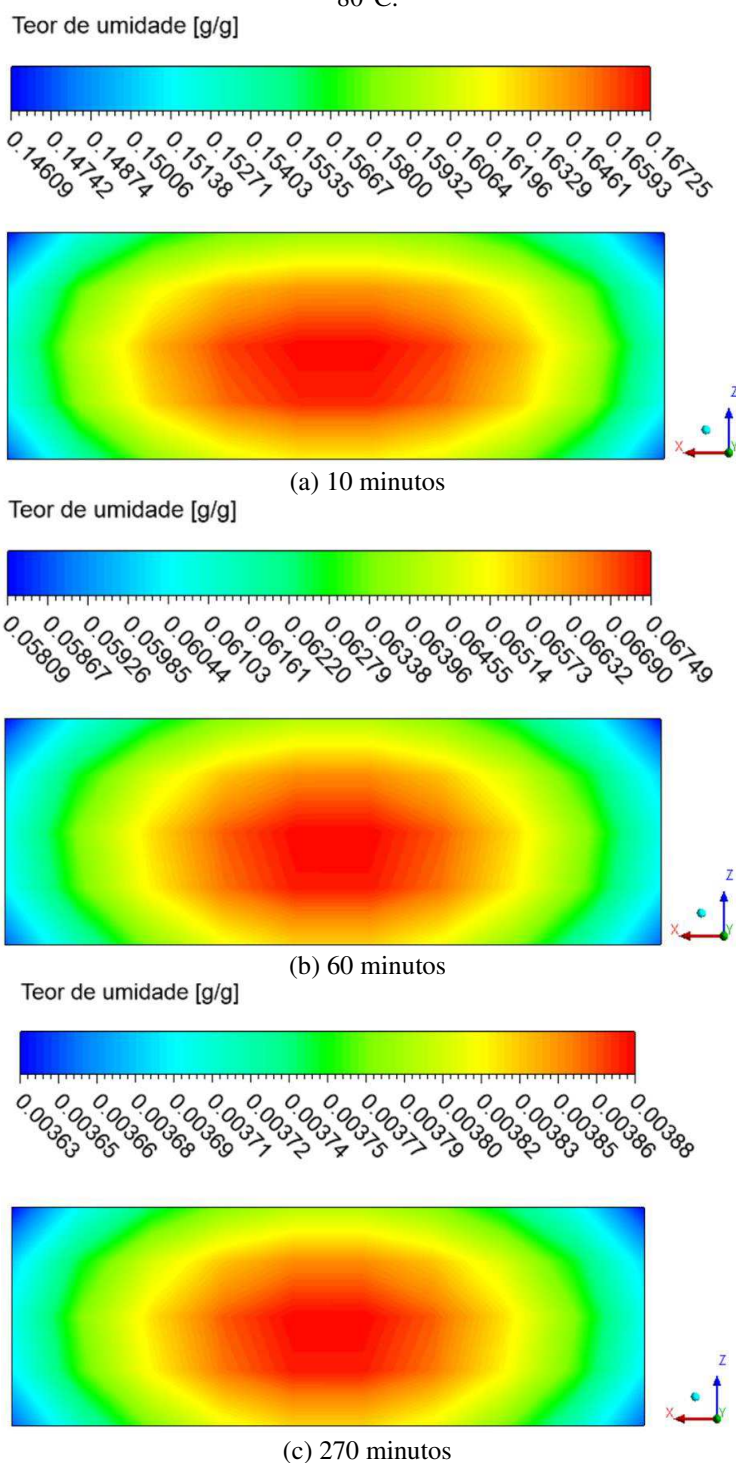 80°C.
Teor de umidade [g/g]
0.14609 0.14742 0.14874 0.15006 0.15138 0.15271 0.15403 0.15535 0.15667 0.15800 0.15932 0.16064 0.16196 0.16329 0.16461 0.16593 0.16725
Z
X Y
(a) 10 minutos
Teor de umidade [g/g]
0.05809 0.05867 0.05926 0.05985 0.06044 0.06103 0.06161 0.06220 0.06279 0.06338 0.06396 0.06455 0.06514 0.06573 0.06632 0.06690 0.06749
Z
X Y
(b) 60 minutos
Teor de umidade [g/g]
0.00363 0.00365 0.00366 0.00368 0.00369 0.00371 0.00372 0.00374 0.00375 0.00377 0.00379 0.00380 0.00382 0.00383 0.00385 0.00386 0.00388
Z
X Y
(c) 270 minutos